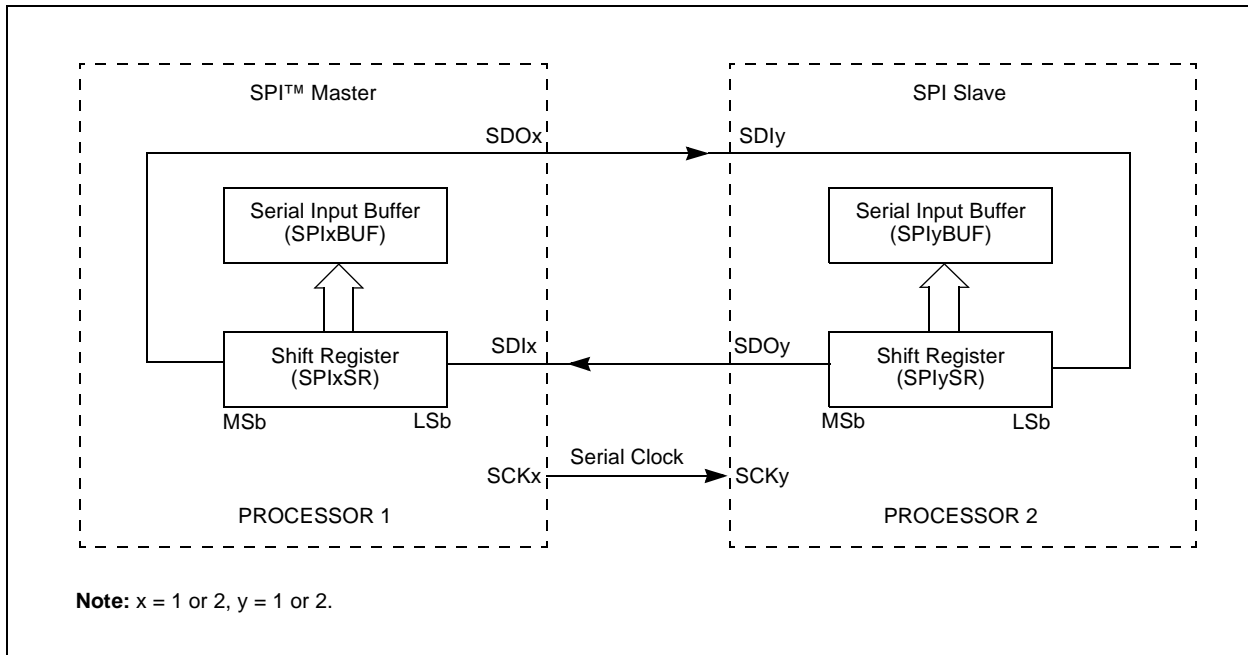 SPI™ Master
SPI Slave
SDOx
SDIy
Serial Input Buffer
(SPIxBUF)
Serial Input Buffer
(SPIyBUF)
SDIx
SDOy
Shift Register
(SPIxSR)
Shift Register
(SPIySR)
MSb
LSb
MSb
LSb
Serial Clock
SCKx
SCKy
PROCESSOR 1
PROCESSOR 2
Note: x = 1 or 2, y = 1 or 2.